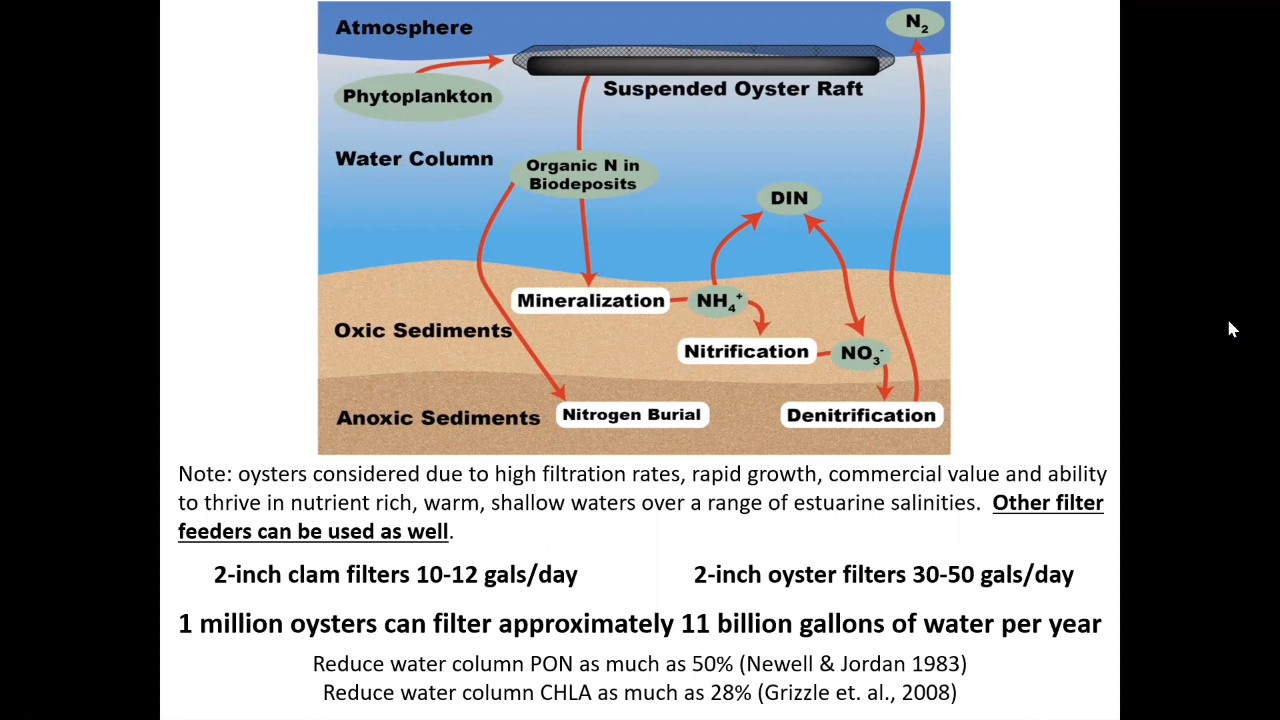 Atmosphere
N2
Phytoplankton
Suspended Oyster Raft
Water Column
Organic N in
Biodeposits
DIN
Mineralization
NH4+
Oxic Sediments
Nitrification
NO3-
Anoxic Sediments
Nitrogen Burial
Denitrification
Note: oysters considered due to high filtration rates, rapid growth, commercial value and ability
to thrive in nutrient rich, warm, shallow waters over a range of estuarine salinities. Other filter
feeders can be used as well.
2-inch clam filters 10-12 gals/day
2-inch oyster filters 30-50 gals/day
1 million oysters can filter approximately 11 billion gallons of water per year
Reduce water column PON as much as 50% (Newell & Jordan 1983)
Reduce water column CHLA as much as 28% (Grizzle et. al., 2008)